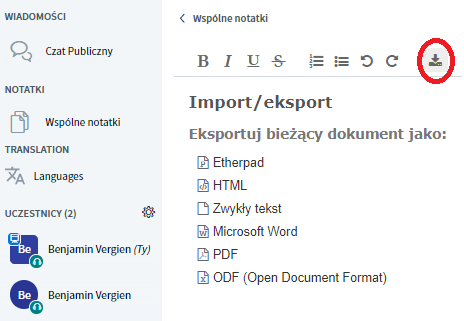 WIADOMOŚCI
Czat Publiczny
NOTATKI
Wspólne notatki
TRANSLATION
Languages
UCZESTNICY (2)
Be Benjamin Vergien (Ty)
Be Benjamin Vergien
Wspólne notatki
B I U S
Import/eksport
Eksportuj bieżący dokument jako:
Etherpad
HTML
Zwykły tekst
Microsoft Word
PDF
ODF (Open Document Format)